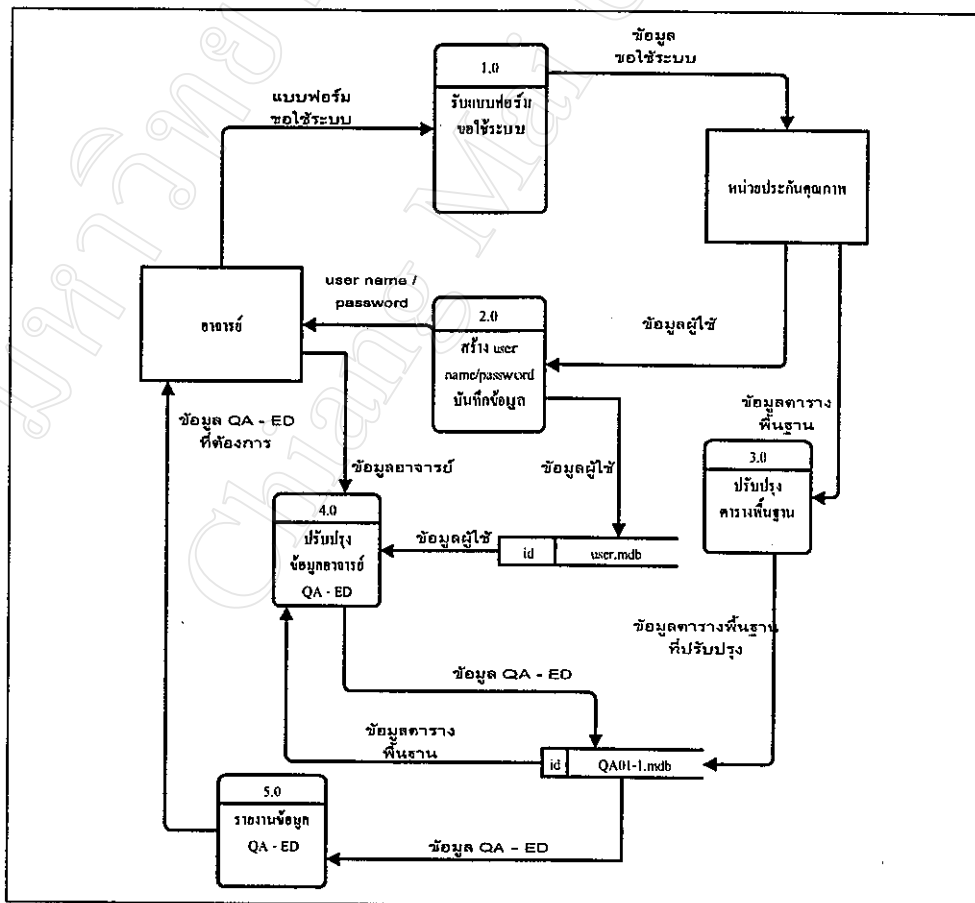 ข้อมูล
ขอใช้ระบบ
1.0
รับแบบฟอร์ม
ขอใช้ระบบ
แบบฟอร์ม
ขอใช้ระบบ
หน่วยประกันคุณภาพ
user name /
password
อาจารย์
2.0
สร้าง user
name/password
บันทึกข้อมูล
ข้อมูลผู้ใช้
ข้อมูลตาราง
พื้นฐาน
ข้อมูล QA - ED
ที่ต้องการ
ข้อมูลอาจารย์
ข้อมูลผู้ใช้
3.0
ปรับปรุง
ตารางพื้นฐาน
4.0
ปรับปรุง
ข้อมูลอาจารย์
QA - ED
ข้อมูลผู้ใช้
id user.mdb
ข้อมูลตารางพื้นฐาน
ที่ปรับปรุง
ข้อมูล QA - ED
ข้อมูลตาราง
พื้นฐาน
id QA01-1.mdb
5.0
รายงานข้อมูล
QA - ED
ข้อมูล QA - ED
Chiang Mai